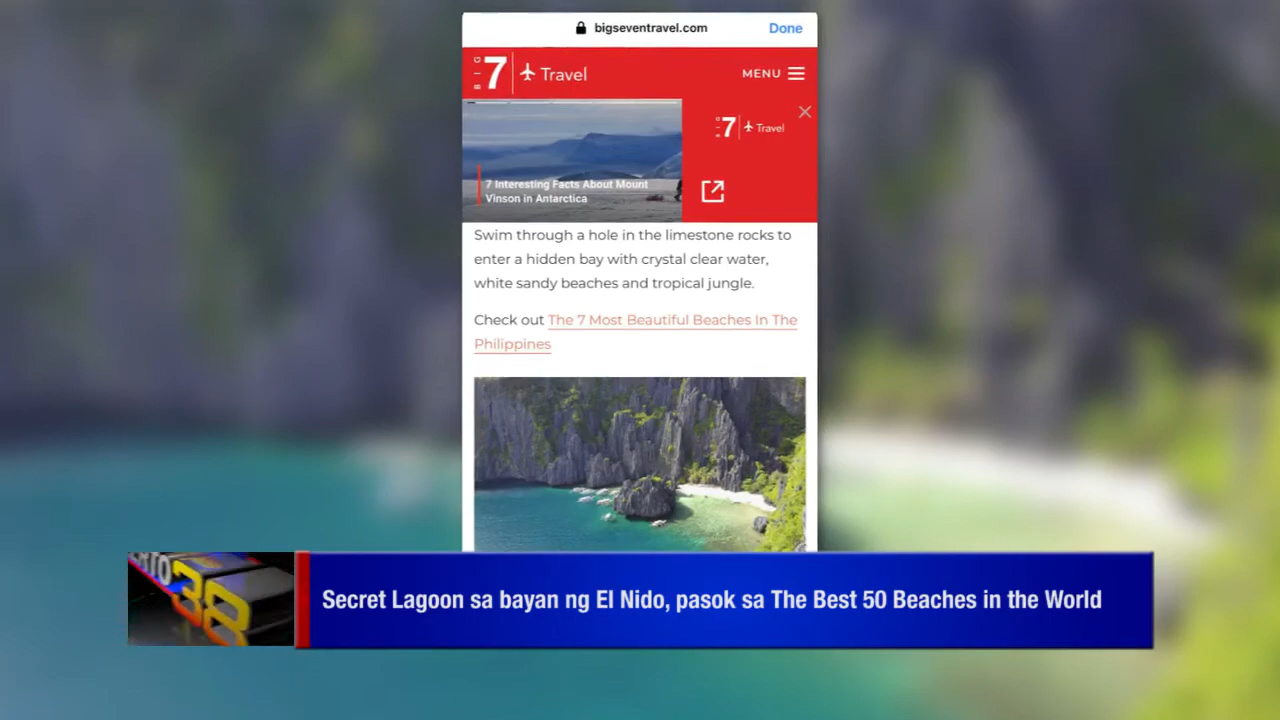 bigseventravel.com
Done
BIG
7
Travel
MENU
7 Interesting Facts About Mount
Vinson in Antarctica
BIG
7
Travel
Swim through a hole in the limestone rocks to
enter a hidden bay with crystal clear water,
white sandy beaches and tropical jungle.
Check out The 7 Most Beautiful Beaches In The
Philippines
38
Secret Lagoon sa bayan ng El Nido, pasok sa The Best 50 Beaches in the World